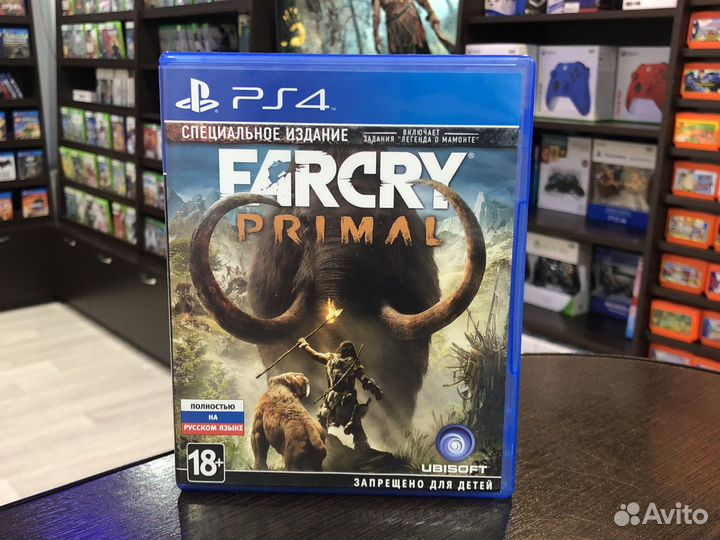 PS4
СПЕЦИАЛЬНОЕ ИЗДАНИЕ
ВКЛЮЧАЕТ
ЗАДАНИЯ "ЛЕГЕНДА О МАМОНТЕ"
FARCRY
PRIMAL
ПОЛНОСТЬЮ
НА
РУССКОМ ЯЗЫКЕ
18+
UBISOFT
ЗАПРЕЩЕНО ДЛЯ ДЕТЕЙ
Avito